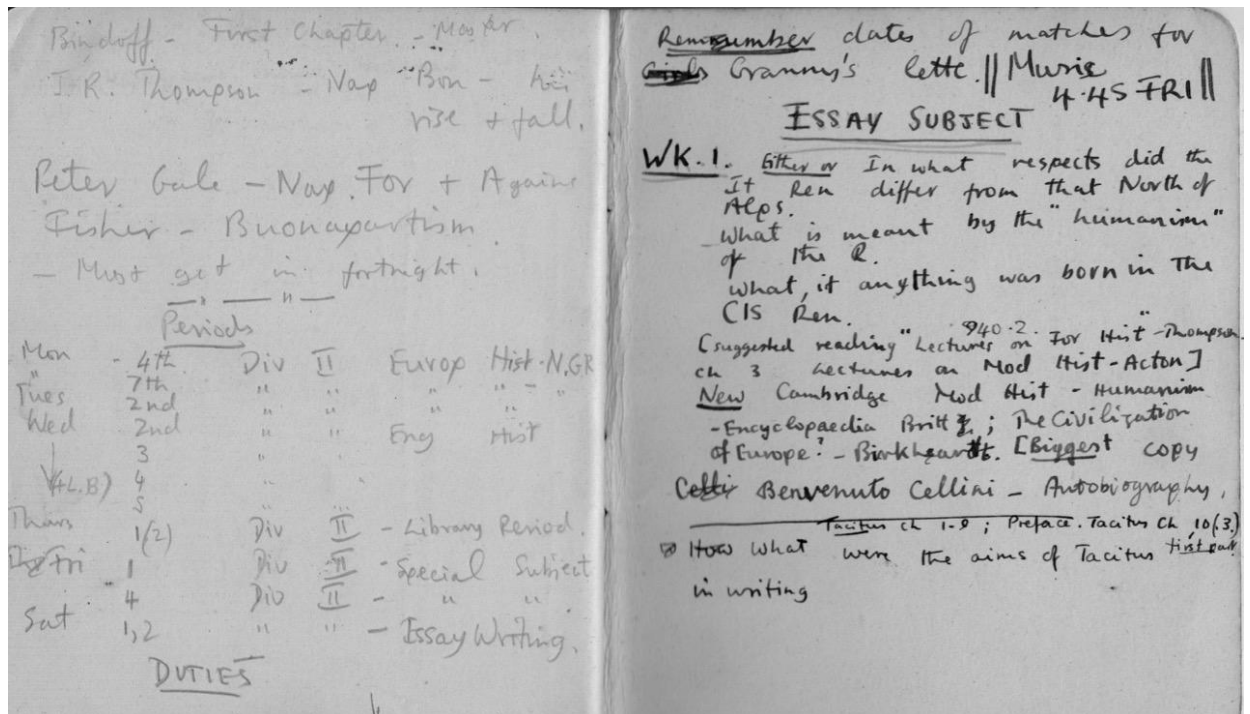 Bindoff - First Chapter - Master.
J.R. Thompson - Nap Bon - his
rise + fall.
Peter Gale - Nap For + Agains
Fisher - Buonapartism
- Must get in fortnight.
Periods
Mon - 4th Div II Europ Hist - N, GR
" 7th " " " " " "
Tues 2nd " " " " "
Wed 2nd " " Eng Hist
3 "
(4L.B) 4 " "
5
Thurs 1(2) Div II - Library Period.
Fri 1 Div II - Special Subject
4 Div II - " "
Sat 1,2 " " - Essay Writing.
DUTIES
Remember dates of matches for
Girls Granny's lette. || Music
4.45 FRI ||
ESSAY SUBJECT
WK.1. Either or In what respects did the
It Ren differ from that North of
Alps.
What is meant by the "humanism"
of the R.
What, if anything was born in the
C15 Ren.
940.2.
[suggested reading "Lectures on For Hist" - Thompson
ch 3 Lectures on Mod Hist - Acton]
New Cambridge Mod Hist - Humanism
- Encyclopaedia Britt ; The Civilization
of Europe? - Birkheardt. [Biggest copy
Celli Benvenuto Cellini - Autobiography.
Tacitus ch 1-9 ; Preface. Tacitus Ch 10(3.)
How what were the aims of Tacitus first part
in writing